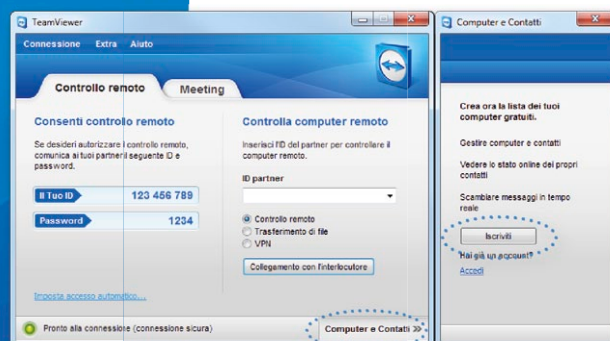 TeamViewer
Connessione Extra Aiuto
Controllo remoto
Meeting
Consenti controllo remoto
Se desideri autorizzare il controllo remoto,
comunica ai tuoi partner il seguente ID e
password.
Il Tuo ID
123 456 789
Password
1234
Imposta accesso automatico...
Controlla computer remoto
Inserisci l'ID del partner per controllare il
computer remoto.
ID partner
Controllo remoto
Trasferimento di file
VPN
Collegamento con l'interlocutore
Pronto alla connessione (connessione sicura)
Computer e Contatti
Computer e Contatti
Crea ora la lista dei tuoi
computer gratuiti.
Gestire computer e contatti
Vedere lo stato online dei propri
contatti
Scambiare messaggi in tempo
reale
Iscriviti
Hai già un account?
Accedi